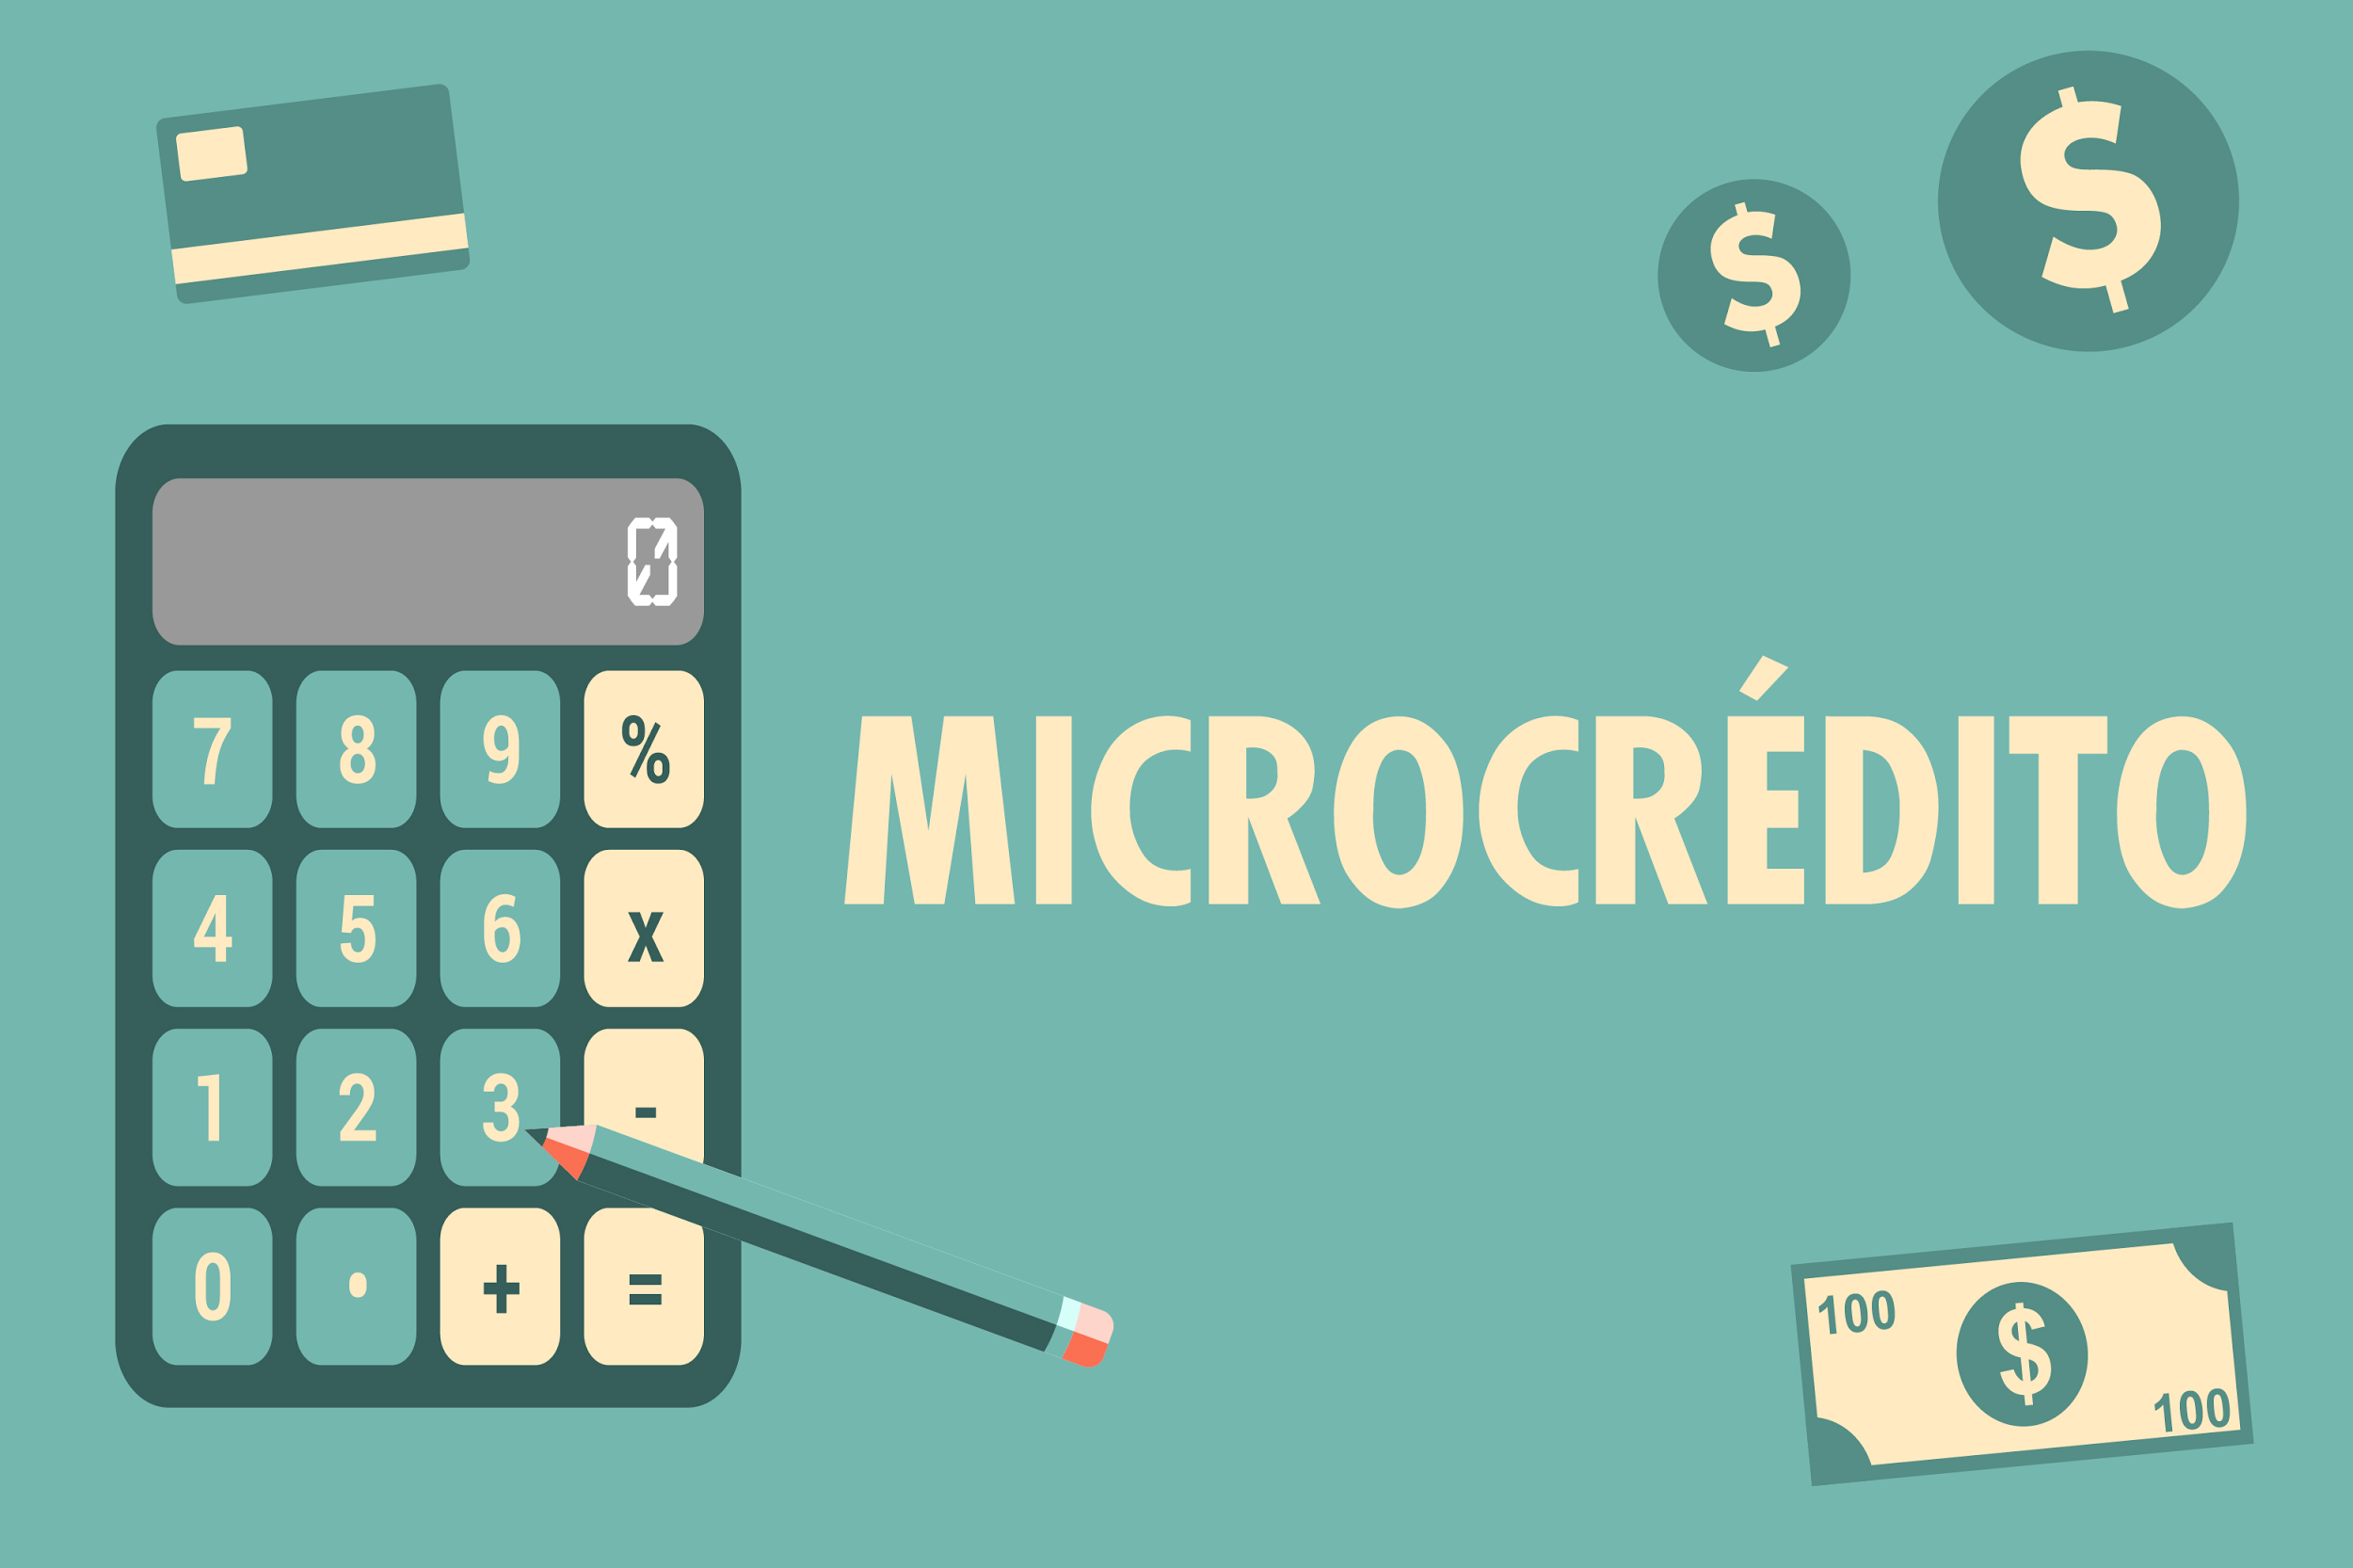 $ $
0
7 8 9 %
MICROCRÉDITO
4 5 6 x
1 2 3 -
0 . + =
100
$
100